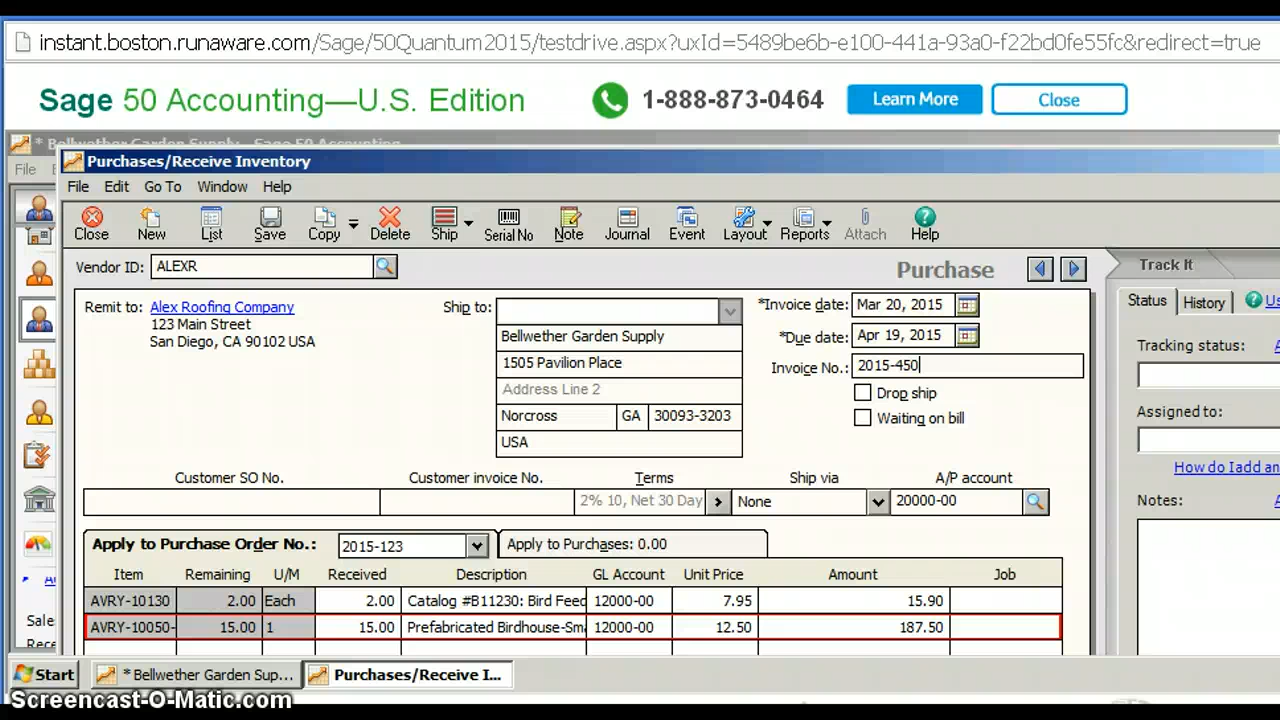 instant.boston.runaware.com/Sage/50Quantum2015/testdrive.aspx?uxId=5489be6b-e100-441a-93a0-f22bd0fe55fc&redirect=true
Sage 50 Accounting—U.S. Edition
1-888-873-0464
Learn More
Close
* Bellwether Garden Supply - Sage 50 Accounting
File
Purchases/Receive Inventory
File Edit Go To Window Help
Close New List Save Copy Delete Ship Serial No Note Journal Event Layout Reports Attach Help
Vendor ID: ALEXR
Purchase
Remit to: Alex Roofing Company
123 Main Street
San Diego, CA 90102 USA
Ship to:
Bellwether Garden Supply
1505 Pavilion Place
Address Line 2
Norcross GA 30093-3203
USA
*Invoice date: Mar 20, 2015
*Due date: Apr 19, 2015
Invoice No.: 2015-450
Drop ship
Waiting on bill
Customer SO No. Customer invoice No. Terms Ship via A/P account
2% 10, Net 30 Day None 20000-00
Apply to Purchase Order No.: 2015-123 Apply to Purchases: 0.00
Item Remaining U/M Received Description GL Account Unit Price Amount Job
AVRY-10130 2.00 Each 2.00 Catalog #B11230: Bird Feed 12000-00 7.95 15.90
AVRY-10050- 15.00 1 15.00 Prefabricated Birdhouse-Sma 12000-00 12.50 187.50
Track It
Status History
Tracking status:
Assigned to:
How do I add an
Notes:
Sale
Rece
Start * Bellwether Garden Sup... Purchases/Receive I...
Screencast-O-Matic.com